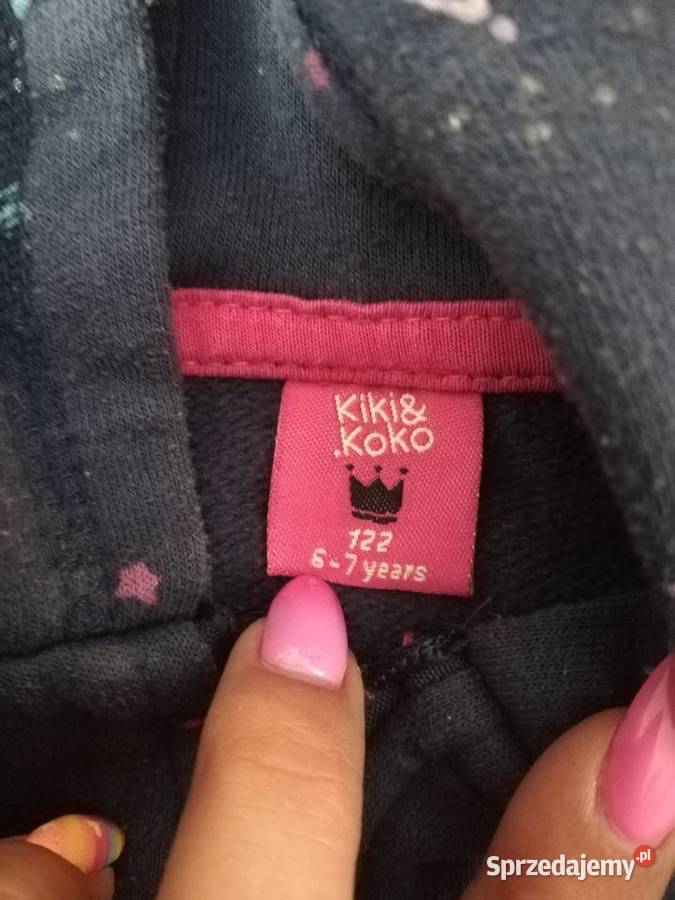 Kiki&
.Koko
122
6-7 years
Sprzedajemy.pl